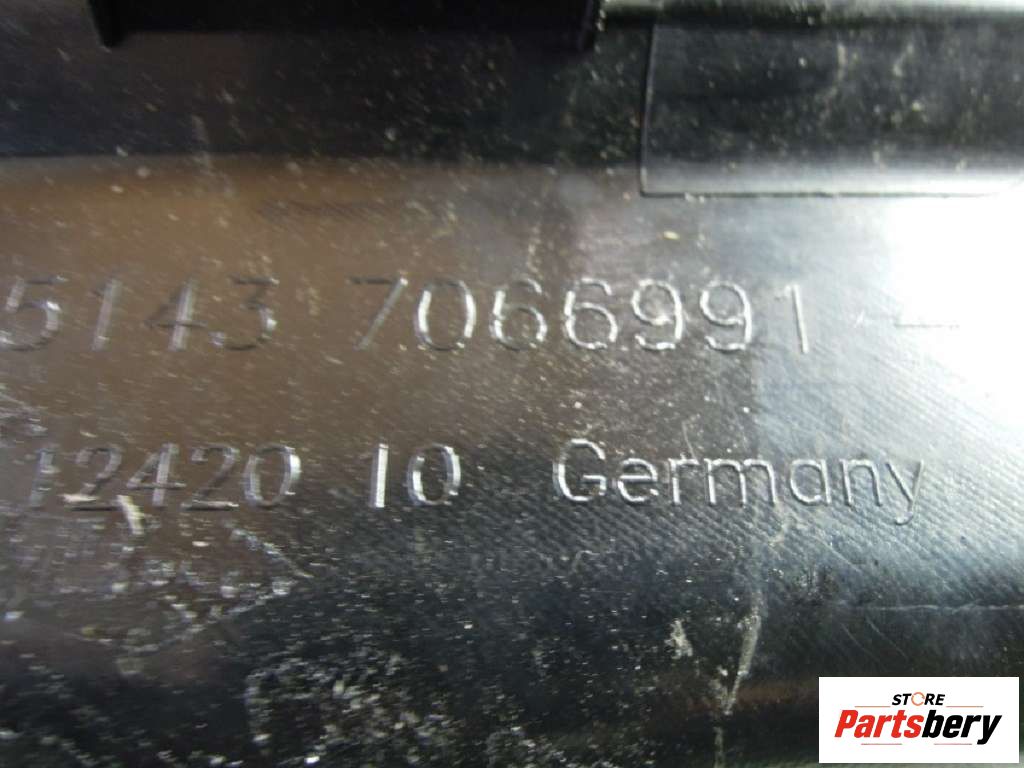 5143 7066991 -
12420 10 Germany
STORE
Partsbery